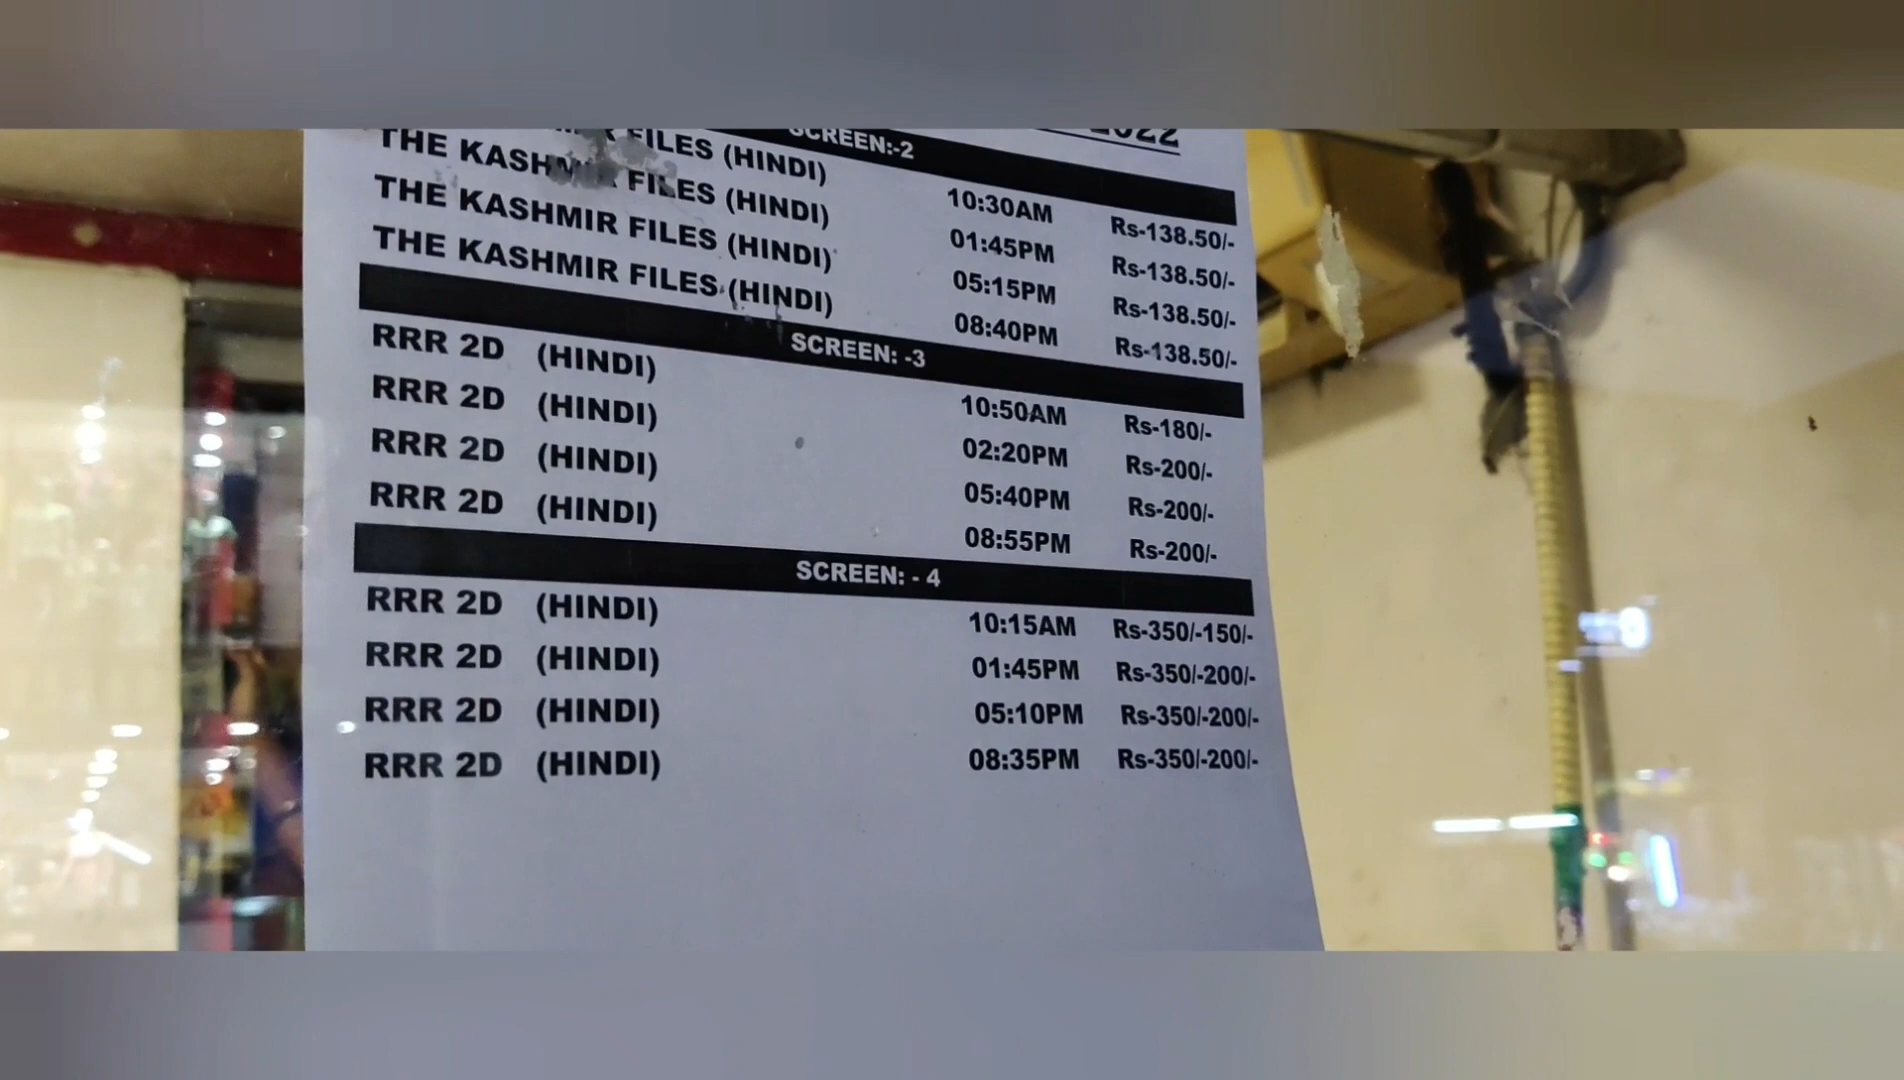 2022
SCREEN:-2
THE KASHMIR FILES (HINDI) 10:30AM Rs-138.50/-
THE KASHMIR FILES (HINDI) 01:45PM Rs-138.50/-
THE KASHMIR FILES (HINDI) 05:15PM Rs-138.50/-
THE KASHMIR FILES (HINDI) 08:40PM Rs-138.50/-
SCREEN: -3
RRR 2D (HINDI) 10:50AM Rs-180/-
RRR 2D (HINDI) 02:20PM Rs-200/-
RRR 2D (HINDI) 05:40PM Rs-200/-
RRR 2D (HINDI) 08:55PM Rs-200/-
SCREEN: - 4
RRR 2D (HINDI) 10:15AM Rs-350/-150/-
RRR 2D (HINDI) 01:45PM Rs-350/-200/-
RRR 2D (HINDI) 05:10PM Rs-350/-200/-
RRR 2D (HINDI) 08:35PM Rs-350/-200/-